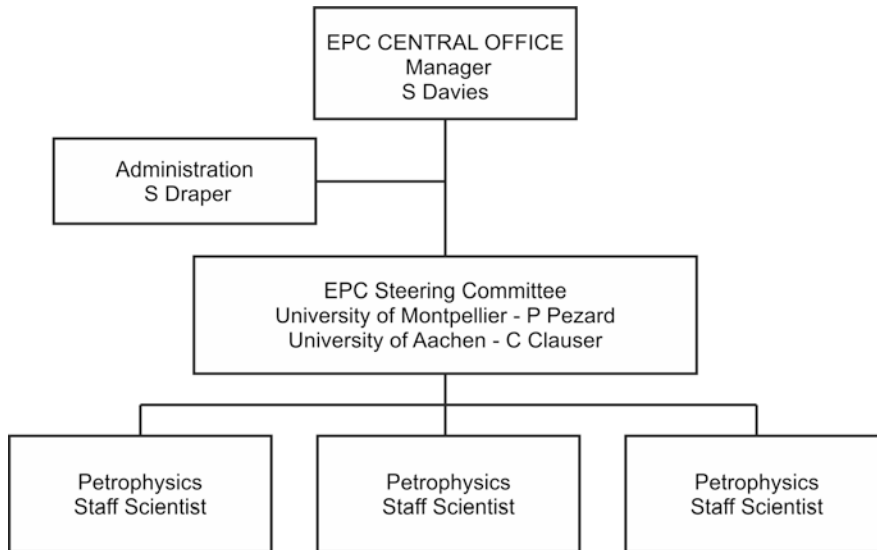 EPC CENTRAL OFFICE
Manager
S Davies
Administration
S Draper
EPC Steering Committee
University of Montpellier - P Pezard
University of Aachen - C Clauser
Petrophysics
Staff Scientist
Petrophysics
Staff Scientist
Petrophysics
Staff Scientist